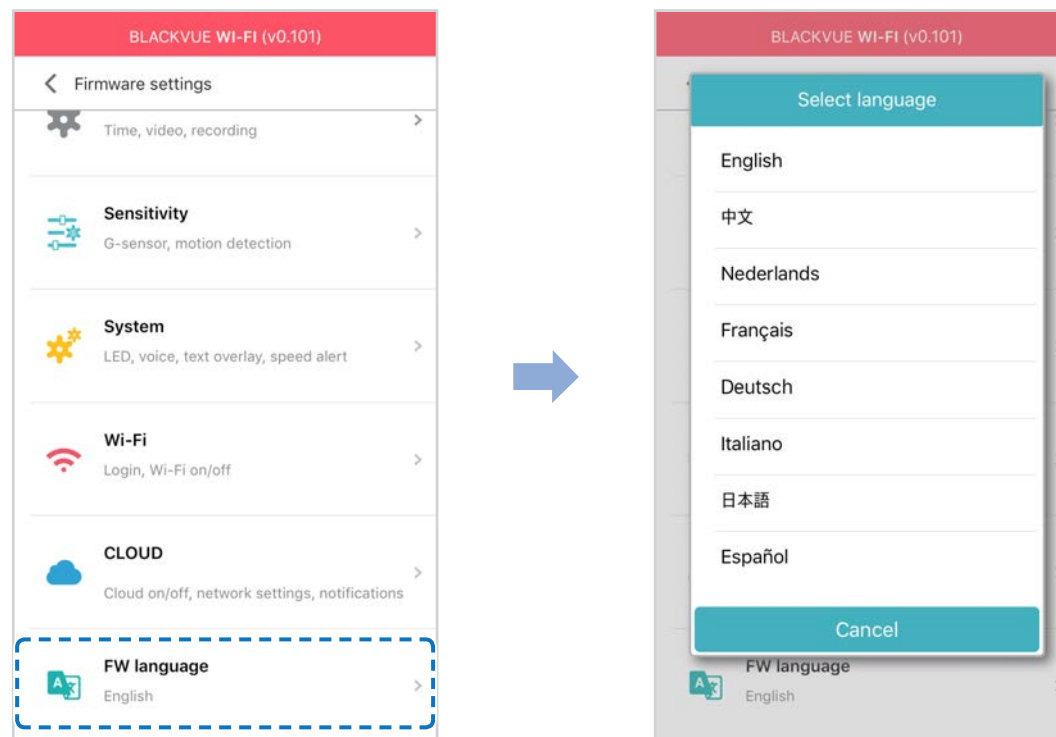 BLACKVUE WI-FI (v0.101)
Firmware settings
Time, video, recording
Sensitivity
G-sensor, motion detection
System
LED, voice, text overlay, speed alert
Wi-Fi
Login, Wi-Fi on/off
CLOUD
Cloud on/off, network settings, notifications
FW language
English
BLACKVUE WI-FI (v0.101)
Select language
English
中文
Nederlands
Français
Deutsch
Italiano
日本語
Español
Cancel
FW language
English